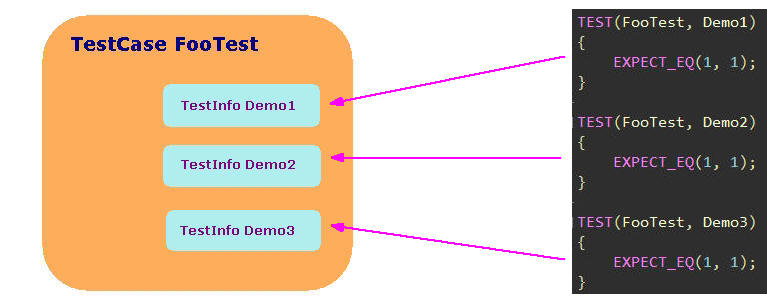 TestCase FooTest
TestInfo Demo1
TestInfo Demo2
TestInfo Demo3
TEST(FooTest, Demo1)
{
    EXPECT_EQ(1, 1);
}
TEST(FooTest, Demo2)
{
    EXPECT_EQ(1, 1);
}
TEST(FooTest, Demo3)
{
    EXPECT_EQ(1, 1);
}